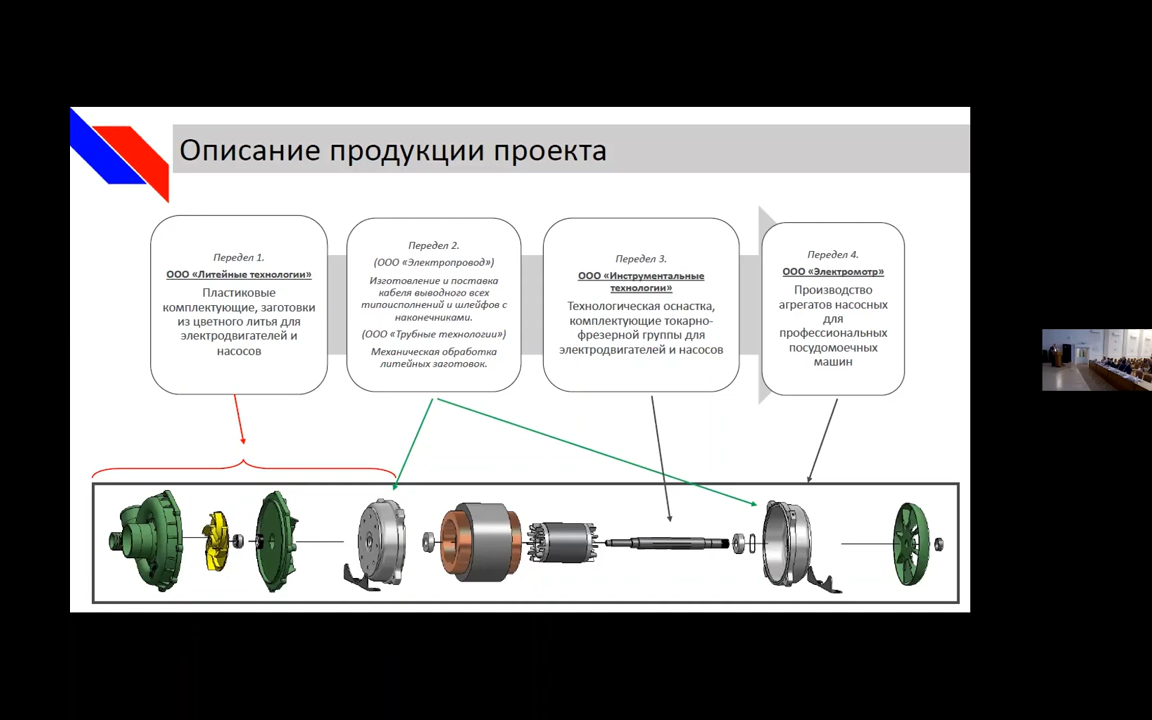 Описание продукции проекта
Передел 1.
ООО «Литейные технологии»
Пластиковые
комплектующие, заготовки
из цветного литья для
электродвигателей и
насосов
Передел 2.
(ООО «Электропровод»)
Изготовление и поставка
кабеля выводного всех
типоисполнений и шлейфов с
наконечниками.
(ООО «Трубные технологии»)
Механическая обработка
литейных заготовок.
Передел 3.
ООО «Инструментальные
технологии»
Технологическая оснастка,
комплектующие токарно-
фрезерной группы для
электродвигателей и насосов
Передел 4.
ООО «Электромотр»
Производство
агрегатов насосных
для
профессиональных
посудомоечных
машин